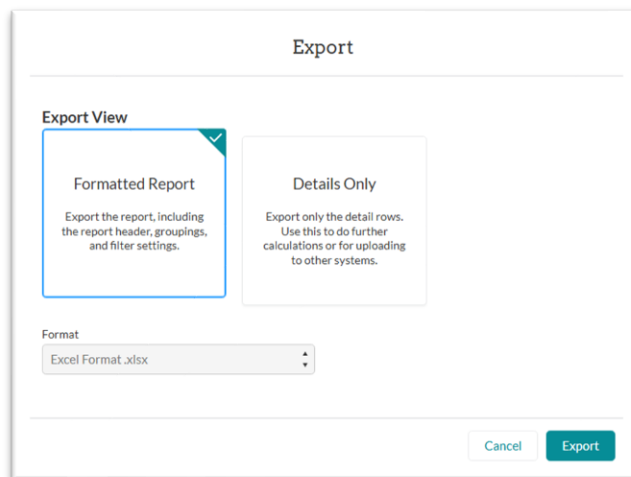 Export
Export View
Formatted Report
Export the report, including
the report header, groupings,
and filter settings.
Details Only
Export only the detail rows.
Use this to do further
calculations or for uploading
to other systems.
Format
Excel Format .xlsx
Cancel
Export